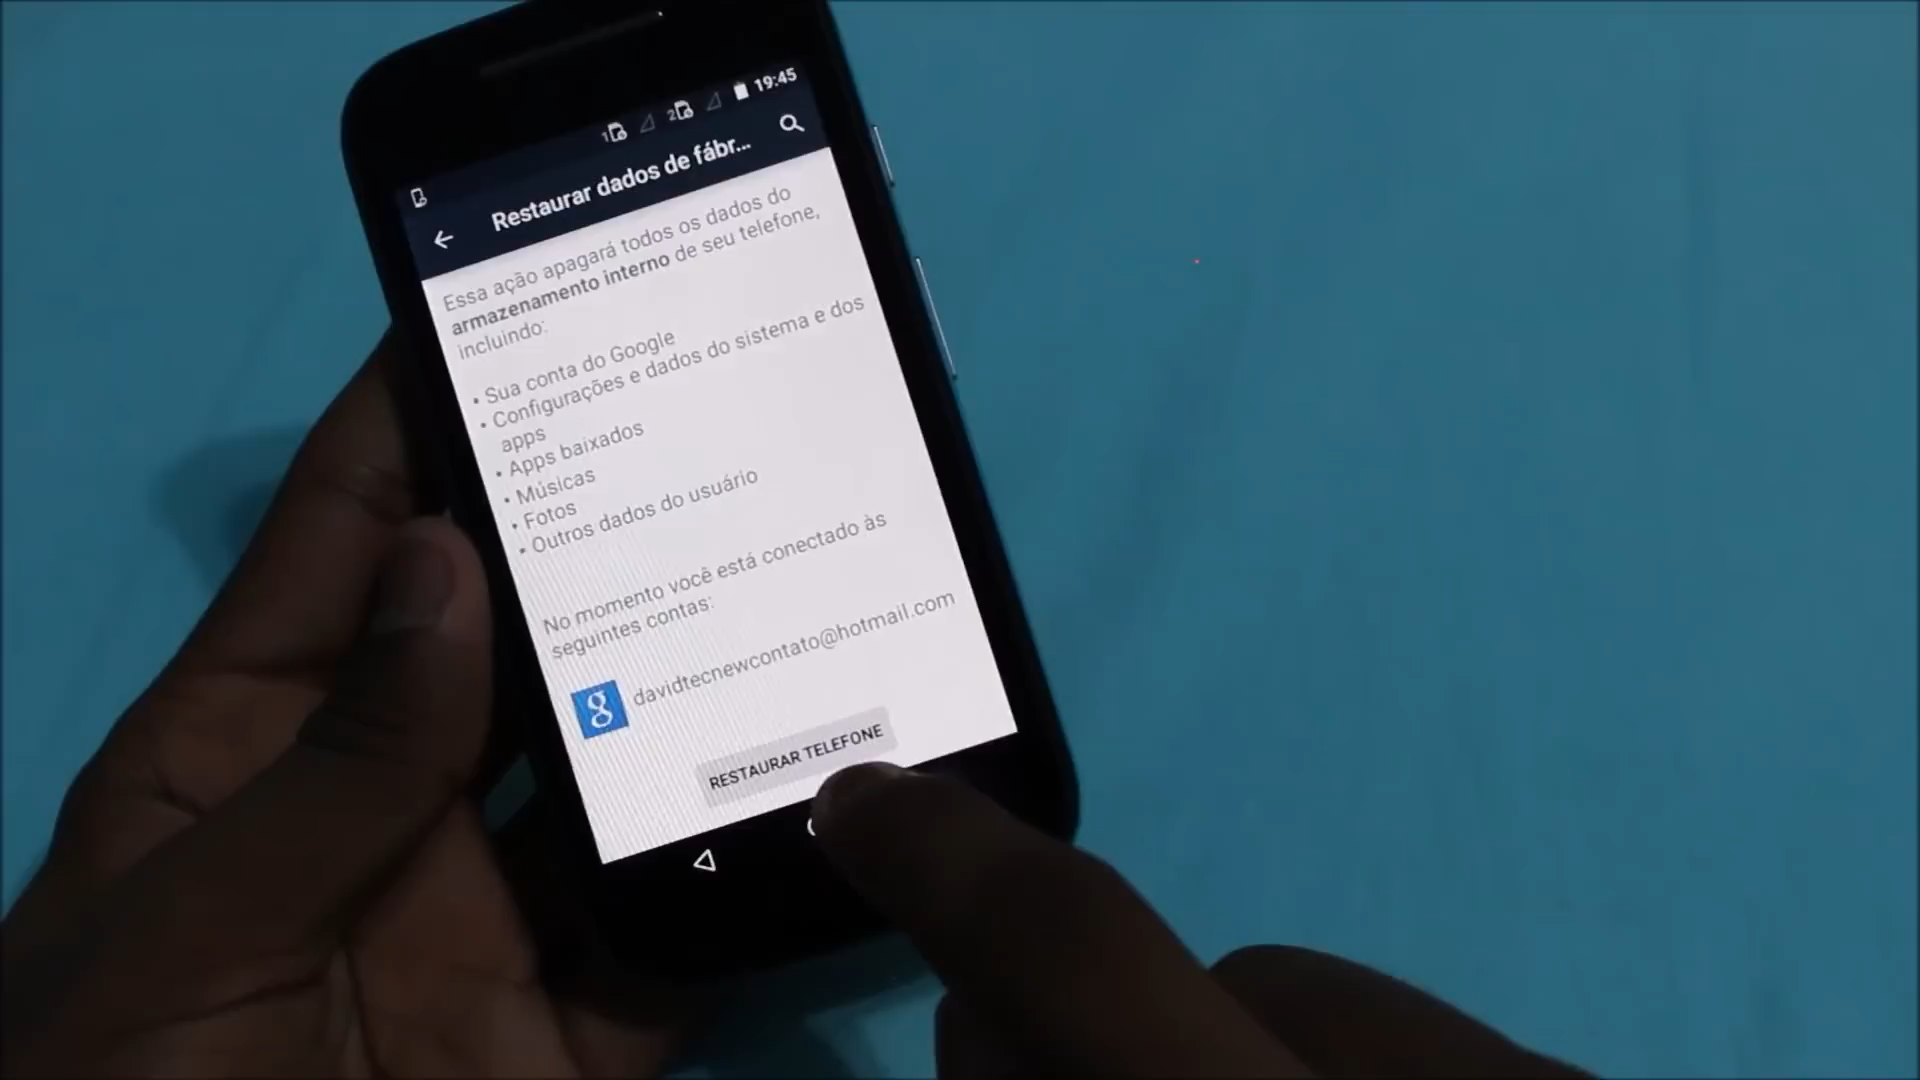 19:45
Restaurar dados de fábr...
Essa ação apagará todos os dados do
armazenamento interno de seu telefone,
incluindo:
• Sua conta do Google
• Configurações e dados do sistema e dos
apps
• Apps baixados
• Músicas
• Fotos
• Outros dados do usuário
No momento você está conectado às
seguintes contas:
g davidtecnewcontato@hotmail.com
RESTAURAR TELEFONE